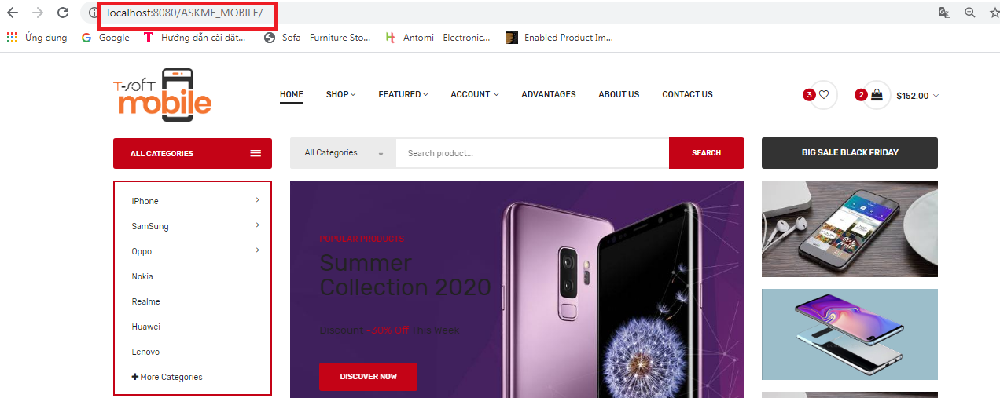 localhost:8080/ASKME_MOBILE/
Ứng dụng Google Hướng dẫn cài đặt... Sofa - Furniture Sto... Antomi - Electronic... Enabled Product Im...
T-SOFT
mobile
HOME SHOP FEATURED ACCOUNT ADVANTAGES ABOUT US CONTACT US 3 2 $152.00
ALL CATEGORIES All Categories Search product... SEARCH BIG SALE BLACK FRIDAY
IPhone
SamSung
Oppo
Nokia
Realme
Huawei
Lenovo
+ More Categories
POPULAR PRODUCTS
Summer
Collection 2020
Discount - 30% Off This Week
DISCOVER NOW